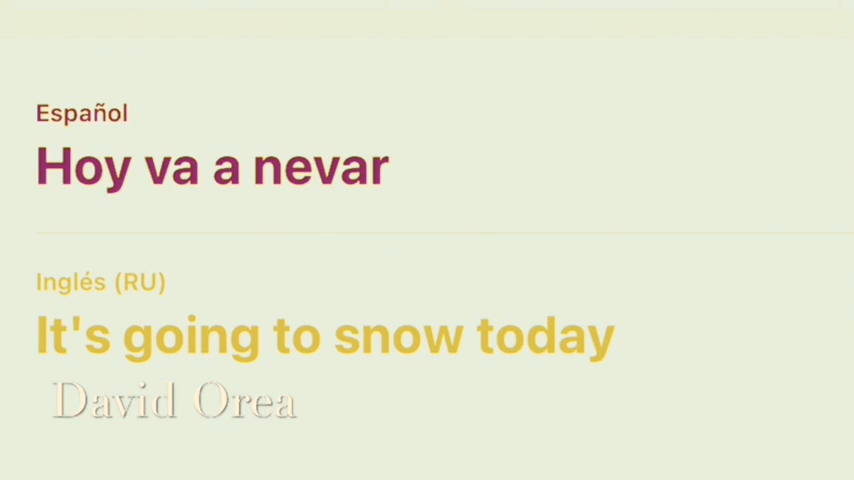 Español
Hoy va a nevar
Inglés (RU)
It's going to snow today
David Orea